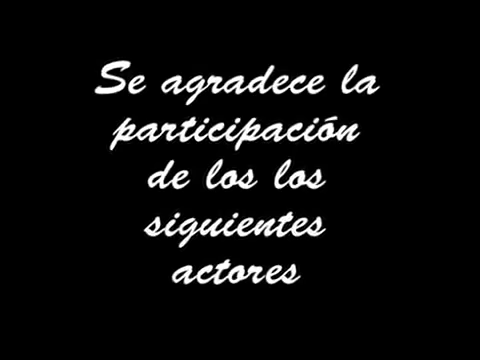 Se agradece la
participación
de los los
siguientes
actores